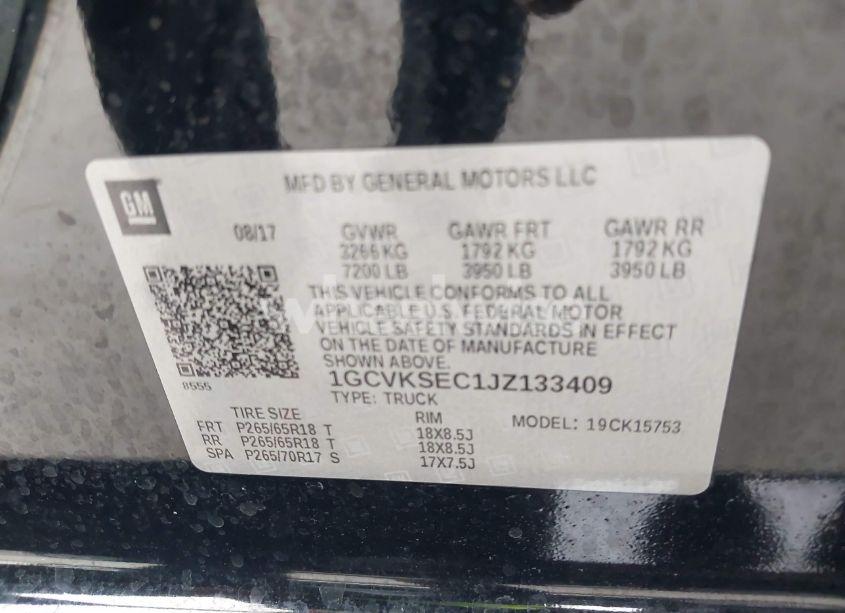 GM
MFD BY GENERAL MOTORS LLC
08/17 GVWR GAWR FRT GAWR RR
3266 KG 1792 KG 1792 KG
7200 LB 3950 LB 3950 LB
THIS VEHICLE CONFORMS TO ALL
APPLICABLE U.S. FEDERAL MOTOR
VEHICLE SAFETY STANDARDS IN EFFECT
ON THE DATE OF MANUFACTURE
SHOWN ABOVE.
8555
1GCVKSEC1JZ133409
TYPE: TRUCK
TIRE SIZE RIM MODEL: 19CK15753
FRT P265/65R18 T 18X8.5J
RR P265/65R18 T 18X8.5J
SPA P265/70R17 S 17X7.5J